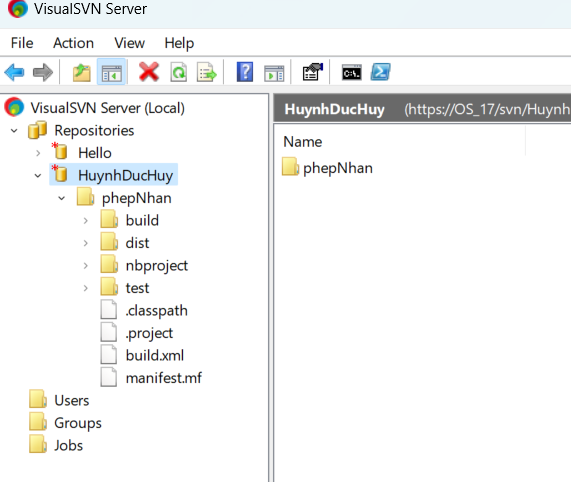 VisualSVN Server
File Action View Help
VisualSVN Server (Local)
Repositories
Hello
HuynhDucHuy
phepNhan
build
dist
nbproject
test
.classpath
.project
build.xml
manifest.mf
Users
Groups
Jobs
HuynhDucHuy (https://OS_17/svn/Huynh
Name
phepNhan